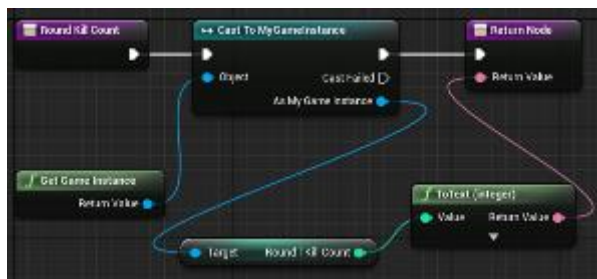 Round Kill Count
Cast To MyGameInstance
Return Node
Object
Cast Failed
Return Value
As My Game Instance
Get Game Instance
Return Value
ToText (integer)
Value
Return Value
Target
Round 1 Kill Count